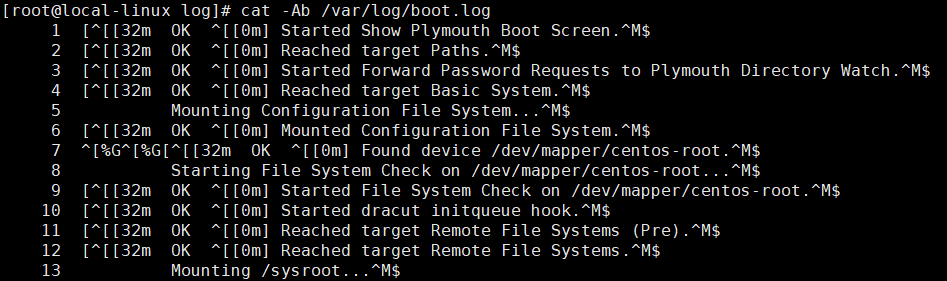 [root@local-linux log]# cat -Ab /var/log/boot.log
     1  [^[[32m  OK  ^[[0m] Started Show Plymouth Boot Screen.^M$
     2  [^[[32m  OK  ^[[0m] Reached target Paths.^M$
     3  [^[[32m  OK  ^[[0m] Started Forward Password Requests to Plymouth Directory Watch.^M$
     4  [^[[32m  OK  ^[[0m] Reached target Basic System.^M$
     5           Mounting Configuration File System...^M$
     6  [^[[32m  OK  ^[[0m] Mounted Configuration File System.^M$
     7  ^[%G^[%G[^[[32m  OK  ^[[0m] Found device /dev/mapper/centos-root.^M$
     8           Starting File System Check on /dev/mapper/centos-root...^M$
     9  [^[[32m  OK  ^[[0m] Started File System Check on /dev/mapper/centos-root.^M$
    10  [^[[32m  OK  ^[[0m] Started dracut initqueue hook.^M$
    11  [^[[32m  OK  ^[[0m] Reached target Remote File Systems (Pre).^M$
    12  [^[[32m  OK  ^[[0m] Reached target Remote File Systems.^M$
    13           Mounting /sysroot...^M$